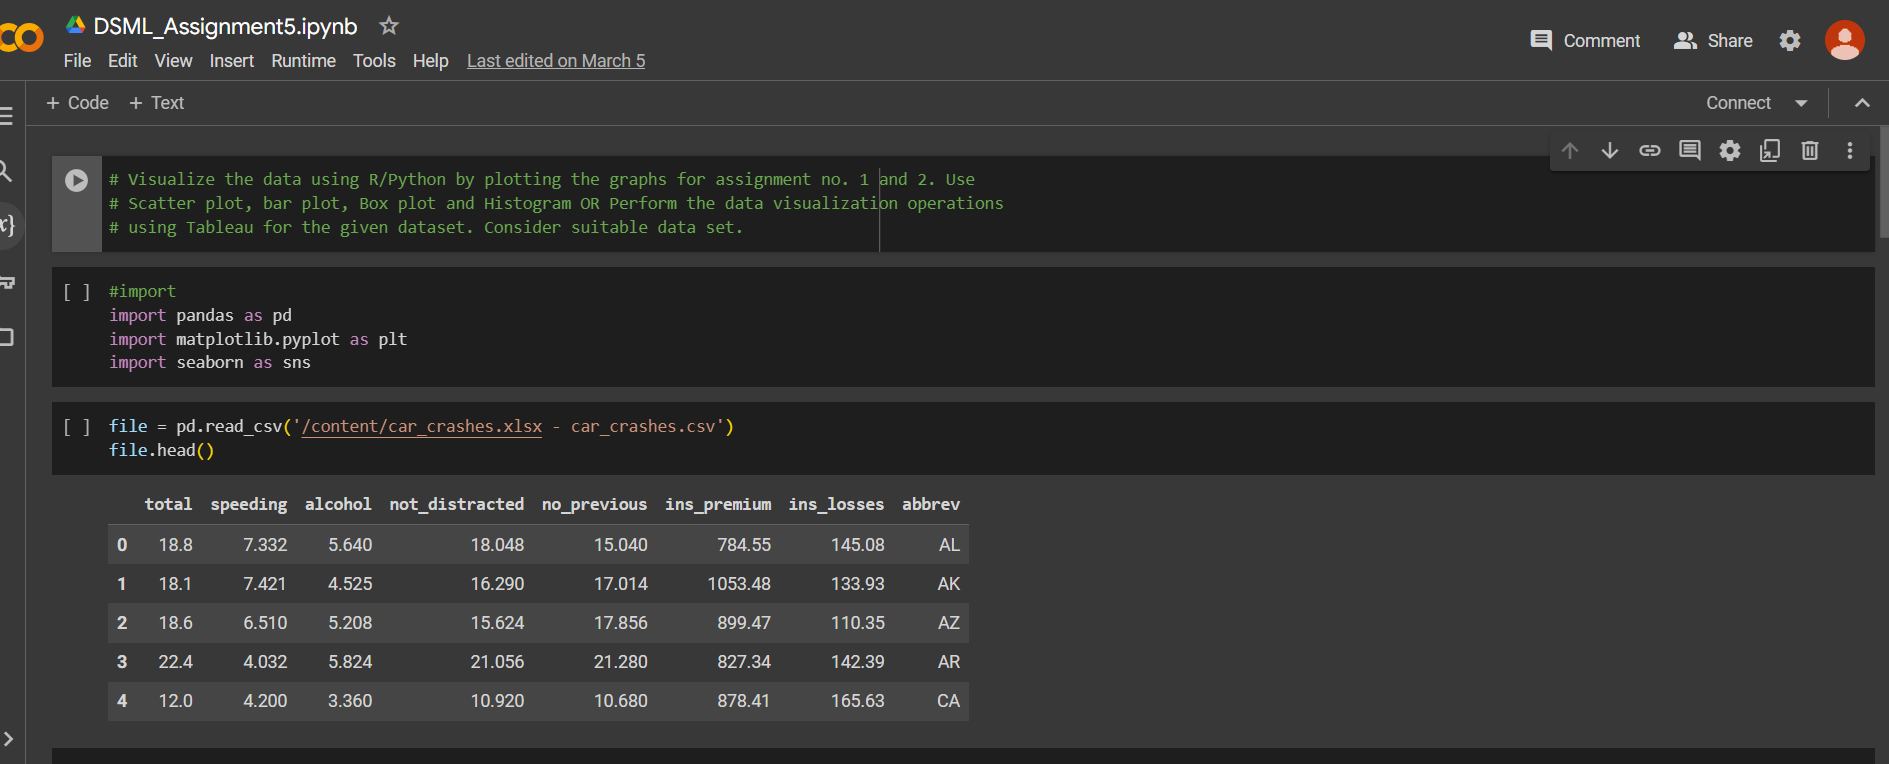 DSML_Assignment5.ipynb
File Edit View Insert Runtime Tools Help Last edited on March 5
Comment
Share
+ Code + Text
Connect
# Visualize the data using R/Python by plotting the graphs for assignment no. 1 and 2. Use
# Scatter plot, bar plot, Box plot and Histogram OR Perform the data visualization operations
# using Tableau for the given dataset. Consider suitable data set.
[ ] #import
import pandas as pd
import matplotlib.pyplot as plt
import seaborn as sns
[ ] file = pd.read_csv('/content/car_crashes.xlsx - car_crashes.csv')
file.head()
total speeding alcohol not_distracted no_previous ins_premium ins_losses abbrev
0 18.8 7.332 5.640 18.048 15.040 784.55 145.08 AL
1 18.1 7.421 4.525 16.290 17.014 1053.48 133.93 AK
2 18.6 6.510 5.208 15.624 17.856 899.47 110.35 AZ
3 22.4 4.032 5.824 21.056 21.280 827.34 142.39 AR
4 12.0 4.200 3.360 10.920 10.680 878.41 165.63 CA